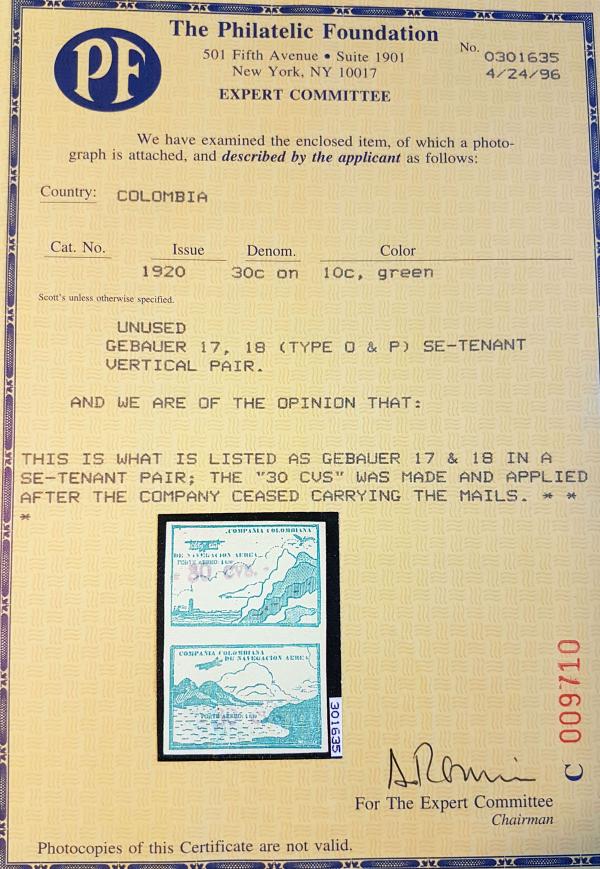 PF
The Philatelic Foundation
501 Fifth Avenue • Suite 1901
New York, NY 10017
EXPERT COMMITTEE
No. 0301635
4/24/96
We have examined the enclosed item, of which a photo-
graph is attached, and described by the applicant as follows:
Country: COLOMBIA
Cat. No. Issue Denom. Color
1920 30c on 10c, green
Scott's unless otherwise specified.
UNUSED
GEBAUER 17, 18 (TYPE O & P) SE-TENANT
VERTICAL PAIR.
AND WE ARE OF THE OPINION THAT:
THIS IS WHAT IS LISTED AS GEBAUER 17 & 18 IN A
SE-TENANT PAIR; THE "30 CVS" WAS MADE AND APPLIED
AFTER THE COMPANY CEASED CARRYING THE MAILS. * *
*
COMPAÑIA COLOMBIANA
DE NAVEGACION AEREA
PORTE AEREO
30 CVS.
COMPAÑIA COLOMBIANA
DE NAVEGACION AEREA
PORTE AEREO
301635
C 009710
For The Expert Committee
Chairman
Photocopies of this Certificate are not valid.